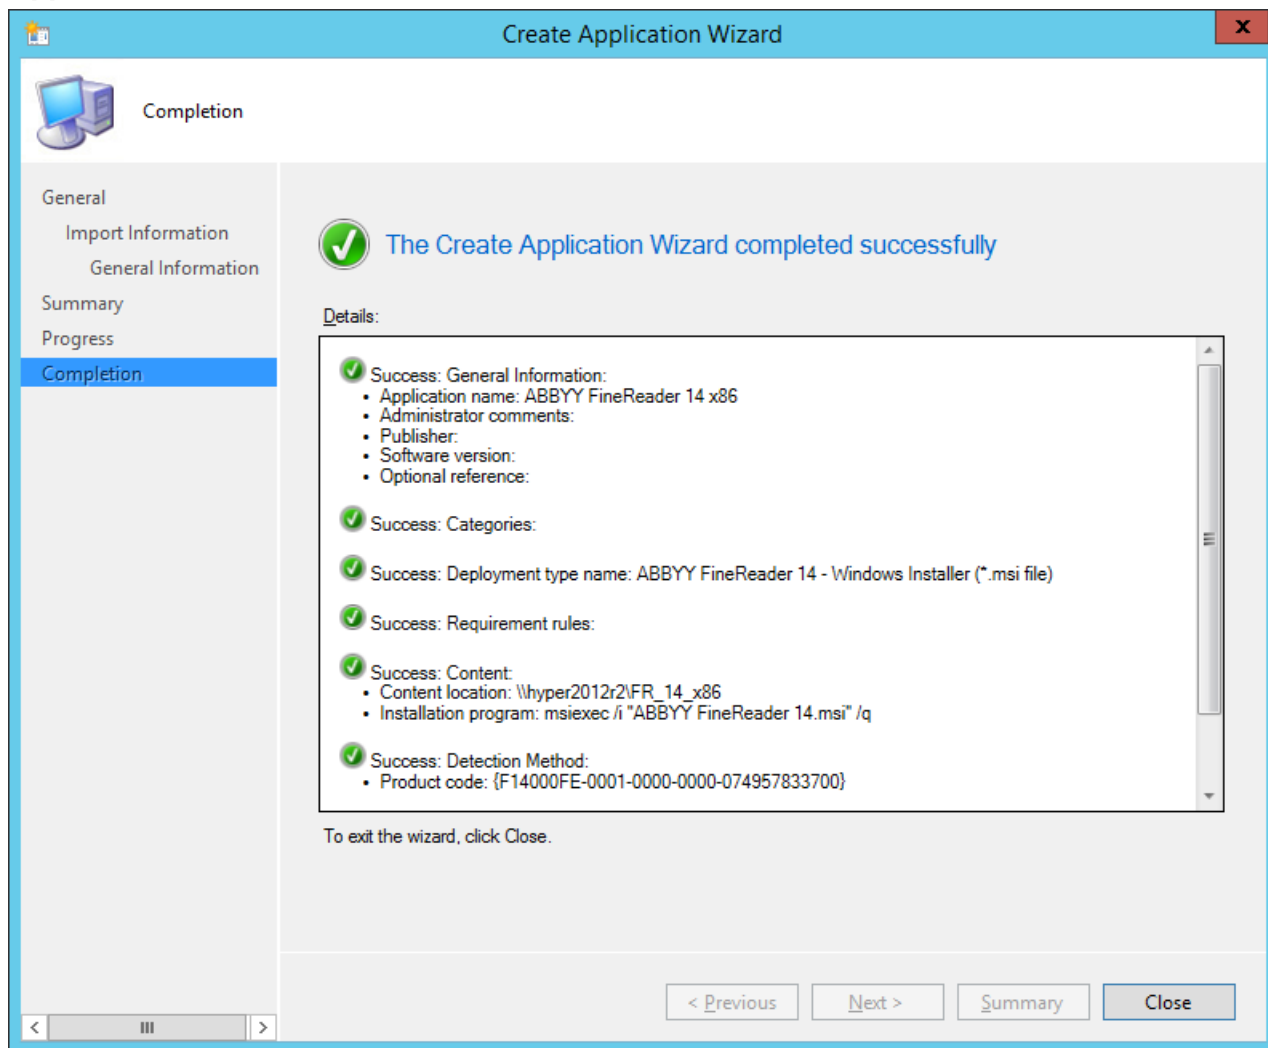 Create Application Wizard
X
Completion
General
Import Information
General Information
Summary
Progress
Completion
The Create Application Wizard completed successfully
Details:
Success: General Information:
• Application name: ABBYY FineReader 14 x86
• Administrator comments:
• Publisher:
• Software version:
• Optional reference:
Success: Categories:
Success: Deployment type name: ABBYY FineReader 14 - Windows Installer (*.msi file)
Success: Requirement rules:
Success: Content:
• Content location: \\hyper2012r2\FR_14_x86
• Installation program: msiexec /i "ABBYY FineReader 14.msi" /q
Success: Detection Method:
• Product code: {F14000FE-0001-0000-0000-074957833700}
To exit the wizard, click Close.
< Previous
Next >
Summary
Close